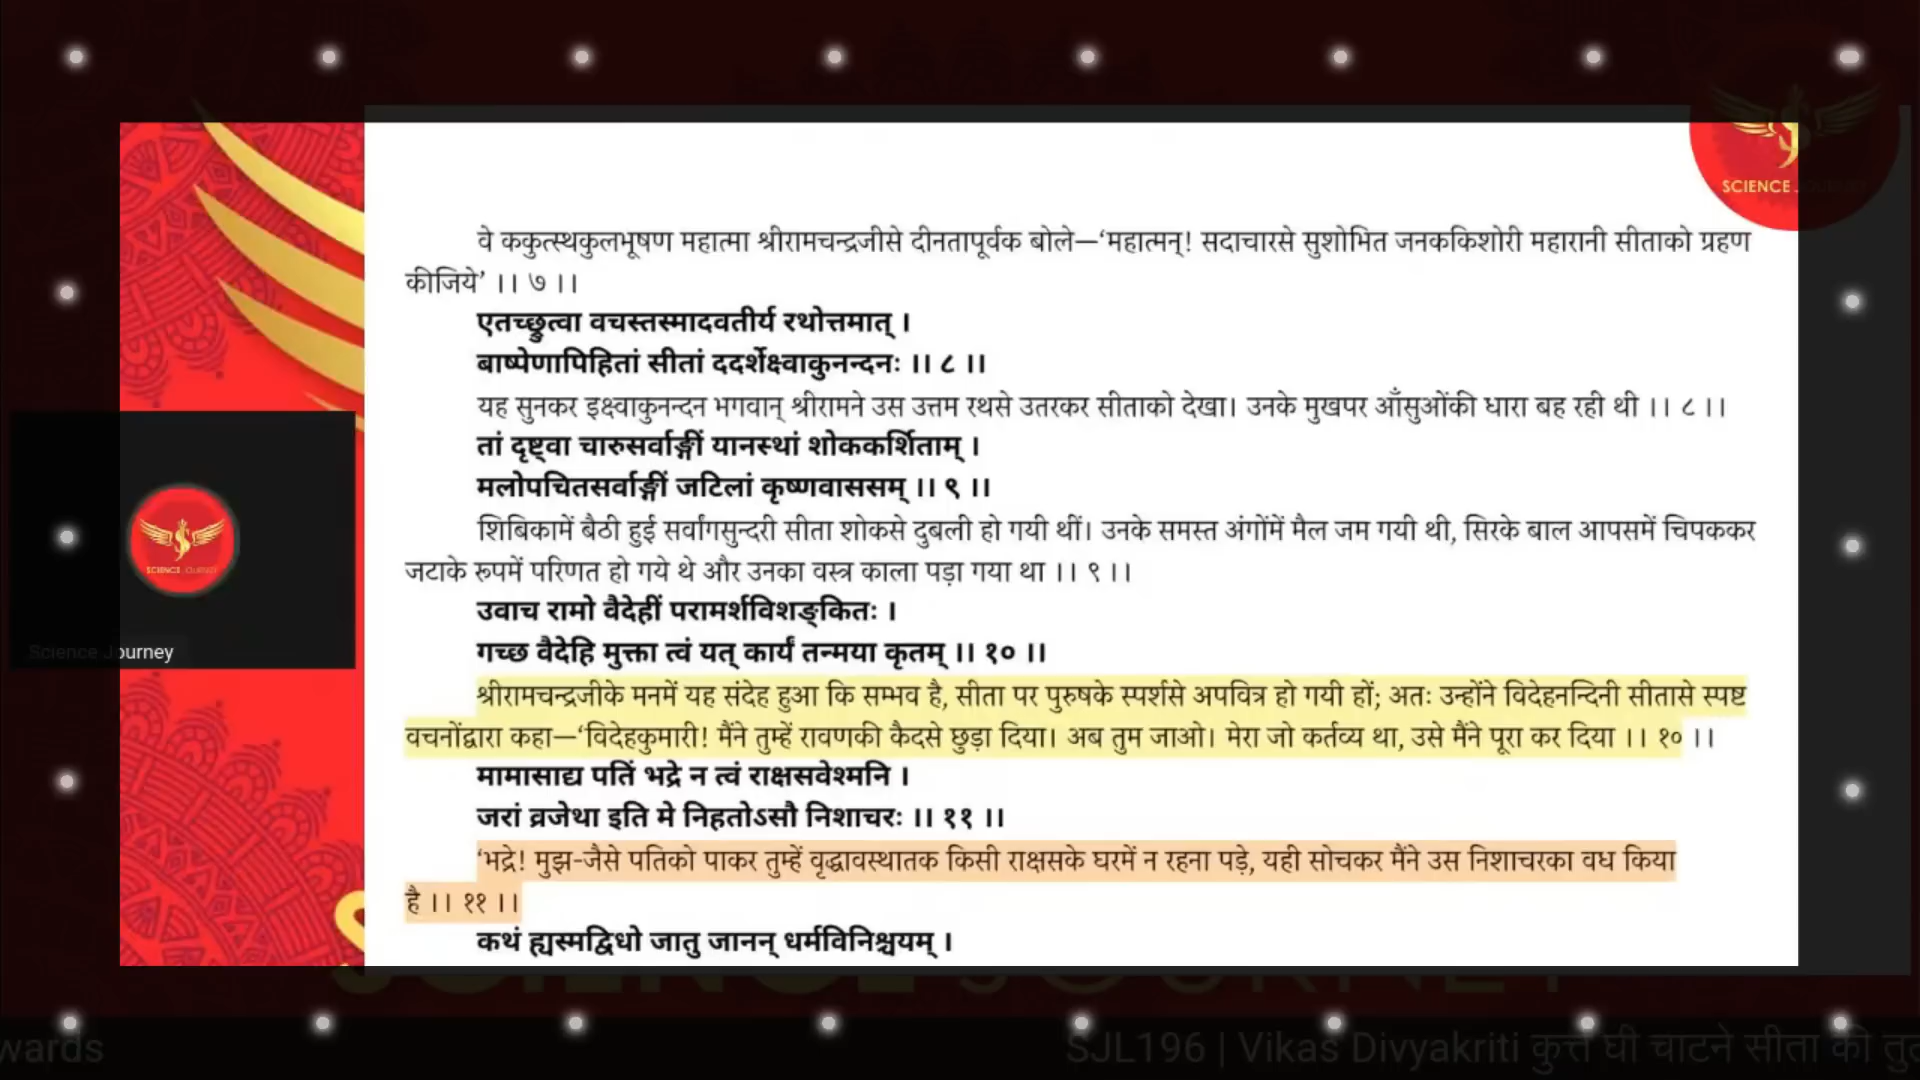 SCIENCE
वे ककुत्स्थकुलभूषण महात्मा श्रीरामचन्द्रजीसे दीनतापूर्वक बोले—‘महात्मन्! सदाचारसे सुशोभित जनककिशोरी महारानी सीताको ग्रहण
कीजिये’ ।। ७ ।।
एतच्छ्रुत्वा वचस्तस्मादवतीर्य रथोत्तमात् ।
बाष्पेणापिहितां सीतां ददर्शेक्ष्वाकुनन्दनः ।। ८ ।।
यह सुनकर इक्ष्वाकुनन्दन भगवान् श्रीरामने उस उत्तम रथसे उतरकर सीताको देखा। उनके मुखपर आँसुओंकी धारा बह रही थी ।। ८ ।।
तां दृष्ट्वा चारुसर्वाङ्गीं यानस्थां शोककर्शिताम् ।
मलोपचितसर्वाङ्गीं जटिलां कृष्णवाससम् ।। ९ ।।
शिबिकामें बैठी हुई सर्वांगसुन्दरी सीता शोकसे दुबली हो गयी थीं। उनके समस्त अंगोंमें मैल जम गयी थी, सिरके बाल आपसमें चिपककर
जटाके रूपमें परिणत हो गये थे और उनका वस्त्र काला पड़ा गया था ।। ९ ।।
उवाच रामो वैदेहीं परामर्शविशङ्कितः ।
गच्छ वैदेहि मुक्ता त्वं यत् कार्यं तन्मया कृतम् ।। १० ।।
श्रीरामचन्द्रजीके मनमें यह संदेह हुआ कि सम्भव है, सीता पर पुरुषके स्पर्शसे अपवित्र हो गयी हों; अतः उन्होंने विदेहनन्दिनी सीतासे स्पष्ट
वचनोंद्वारा कहा—‘विदेहकुमारी! मैंने तुम्हें रावणकी कैदसे छुड़ा दिया। अब तुम जाओ। मेरा जो कर्तव्य था, उसे मैंने पूरा कर दिया ।। १० ।।
मामासाद्य पतिं भद्रे न त्वं राक्षसवेश्मनि ।
जरां व्रजेथा इति मे निहतोऽसौ निशाचरः ।। ११ ।।
‘भद्रे! मुझ-जैसे पतिको पाकर तुम्हें वृद्धावस्थातक किसी राक्षसके घरमें न रहना पड़े, यही सोचकर मैंने उस निशाचरका वध किया
है ।। ११ ।।
कथं ह्यस्मद्विधो जातु जानन् धर्मविनिश्चयम् ।
SCIENCE JOURNEY
Science Journey
SCIENCE JOURNEY
wards
SJL196 | Vikas Divyakriti कुत्ते घी चाटने सीता की